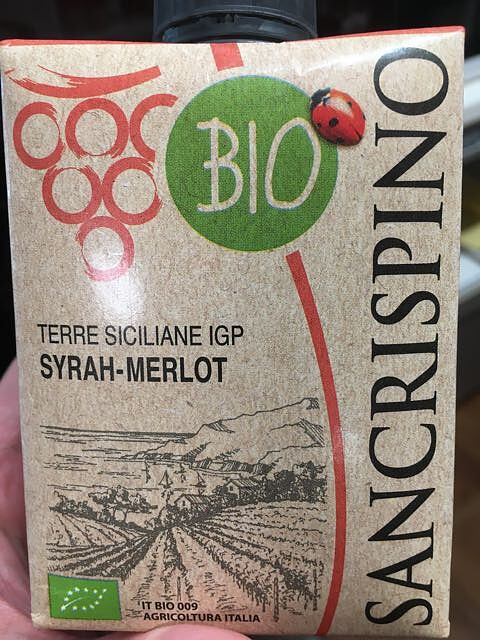 BIO
SANCRISPINO
TERRE SICILIANE IGP
SYRAH-MERLOT
IT BIO 009
AGRICOLTURA ITALIA